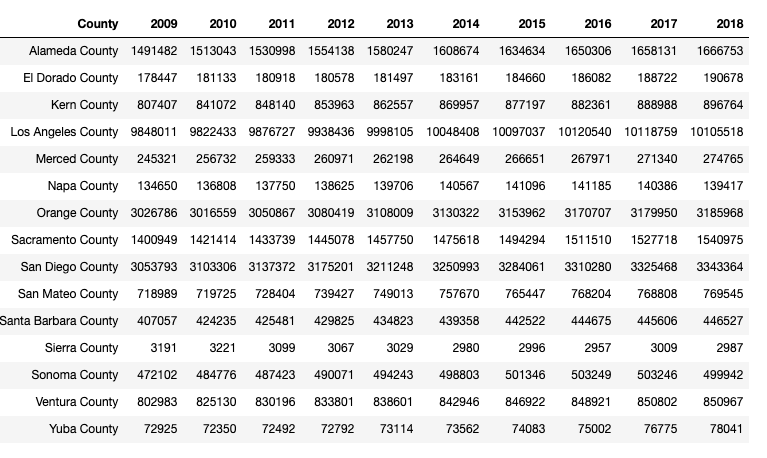 County 2009 2010 2011 2012 2013 2014 2015 2016 2017 2018
Alameda County 1491482 1513043 1530998 1554138 1580247 1608674 1634634 1650306 1658131 1666753
El Dorado County 178447 181133 180918 180578 181497 183161 184660 186082 188722 190678
Kern County 807407 841072 848140 853963 862557 869957 877197 882361 888988 896764
Los Angeles County 9848011 9822433 9876727 9938436 9998105 10048408 10097037 10120540 10118759 10105518
Merced County 245321 256732 259333 260971 262198 264649 266651 267971 271340 274765
Napa County 134650 136808 137750 138625 139706 140567 141096 141185 140386 139417
Orange County 3026786 3016559 3050867 3080419 3108009 3130322 3153962 3170707 3179950 3185968
Sacramento County 1400949 1421414 1433739 1445078 1457750 1475618 1494294 1511510 1527718 1540975
San Diego County 3053793 3103306 3137372 3175201 3211248 3250993 3284061 3310280 3325468 3343364
San Mateo County 718989 719725 728404 739427 749013 757670 765447 768204 768808 769545
Santa Barbara County 407057 424235 425481 429825 434823 439358 442522 444675 445606 446527
Sierra County 3191 3221 3099 3067 3029 2980 2996 2957 3009 2987
Sonoma County 472102 484776 487423 490071 494243 498803 501346 503249 503246 499942
Ventura County 802983 825130 830196 833801 838601 842946 846922 848921 850802 850967
Yuba County 72925 72350 72492 72792 73114 73562 74083 75002 76775 78041